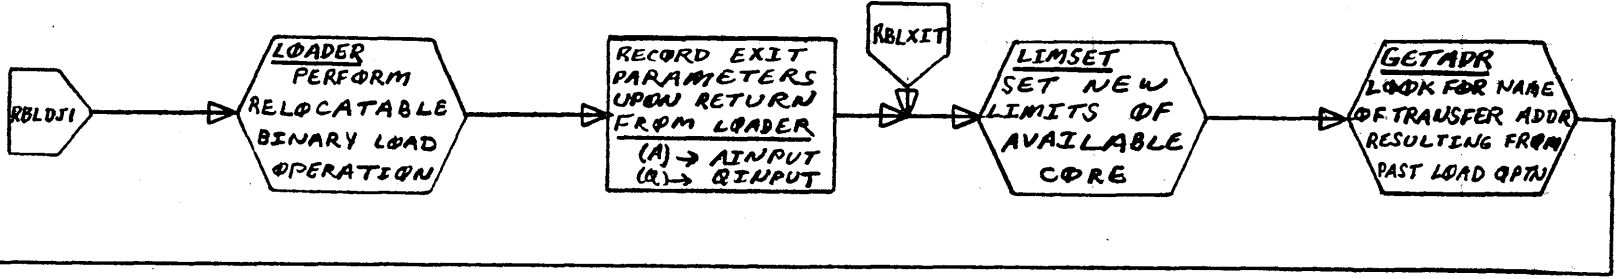 RBLDJ1
LOADER
PERFORM
RELOCATABLE
BINARY LOAD
OPERATION
RECORD EXIT
PARAMETERS
UPON RETURN
FROM LOADER
(A)→ AINPUT
(Q)→ QINPUT
RBLXIT
LIMSET
SET NEW
LIMITS OF
AVAILABLE
CORE
GETADR
LOOK FOR NAME
OF TRANSFER ADDR
RESULTING FROM
PAST LOAD OPTN